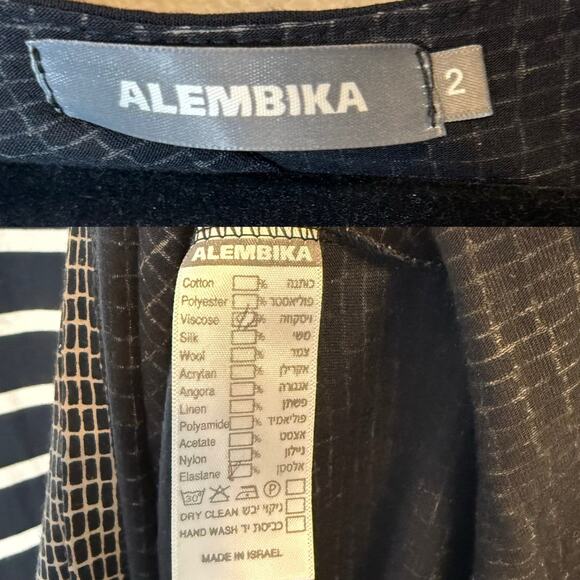 ALEMBIKA 2
ALEMBIKA
Cotton % כותנה
Polyester % פוליאסטר
Viscose % ויסקוזה
Silk % משי
Wool % צמר
Acrylan % אקרילן
Angora % אנגורה
Linen % פשתן
Polyamide % פוליאמיד
Acetate % אצטט
Nylon % ניילון
Elastane % אלסטן
30° P
DRY CLEAN ניקוי יבש
HAND WASH כביסת יד
MADE IN ISRAEL